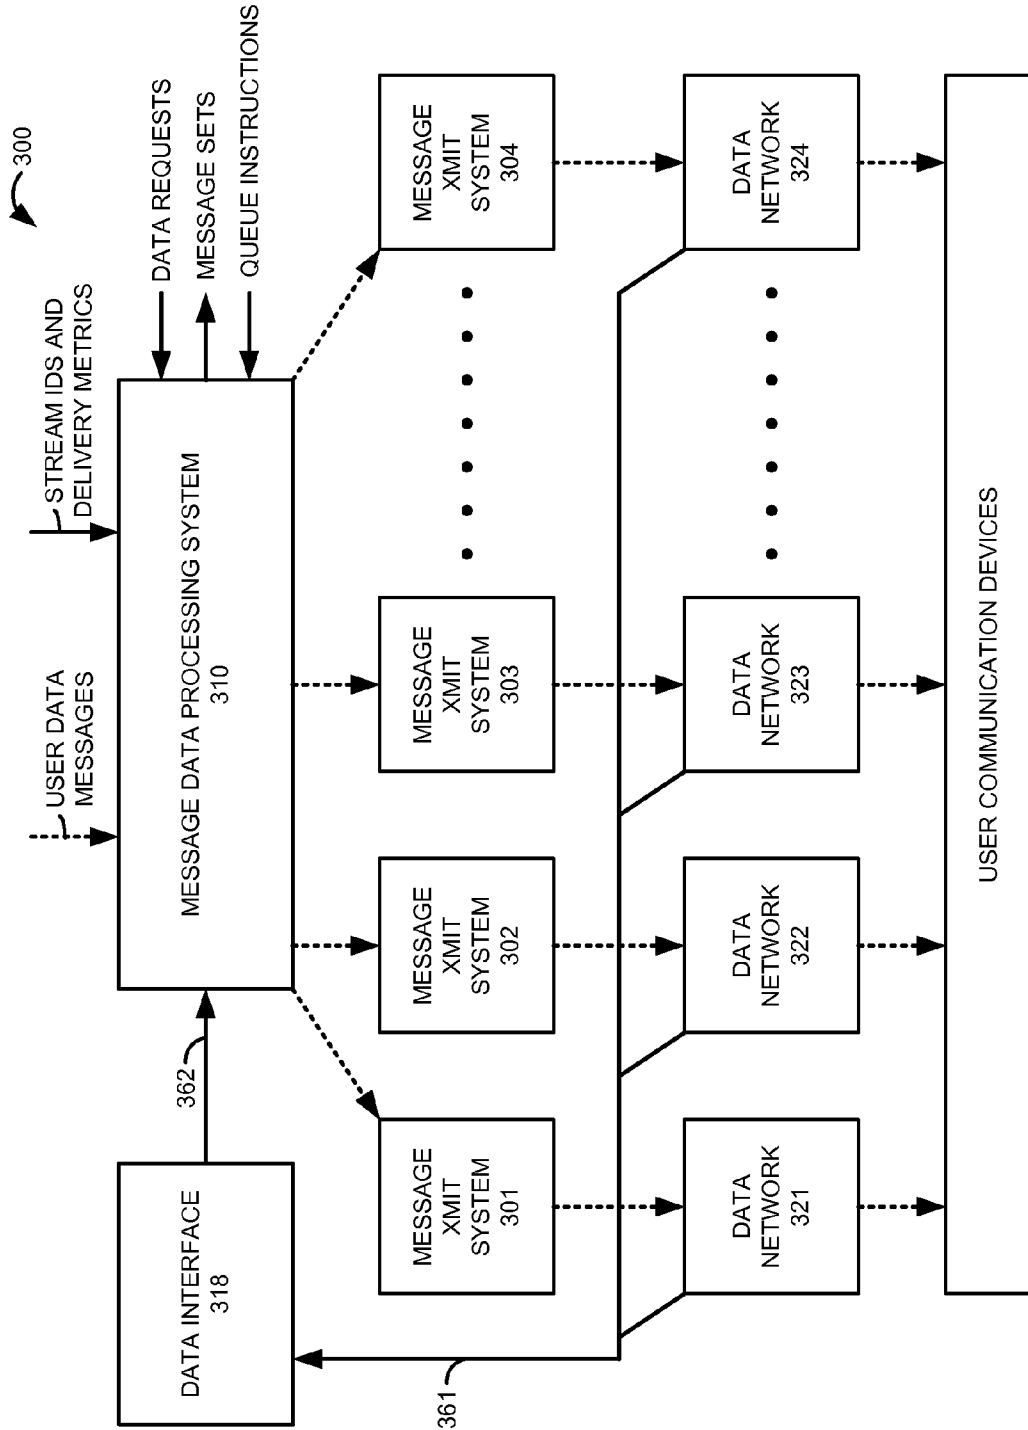 300
USER DATA
MESSAGES
STREAM IDS AND
DELIVERY METRICS
DATA INTERFACE
318
362
MESSAGE DATA PROCESSING SYSTEM
310
DATA REQUESTS
MESSAGE SETS
QUEUE INSTRUCTIONS
361
MESSAGE
XMIT
SYSTEM
301
MESSAGE
XMIT
SYSTEM
302
MESSAGE
XMIT
SYSTEM
303
MESSAGE
XMIT
SYSTEM
304
DATA
NETWORK
321
DATA
NETWORK
322
DATA
NETWORK
323
DATA
NETWORK
324
USER COMMUNICATION DEVICES